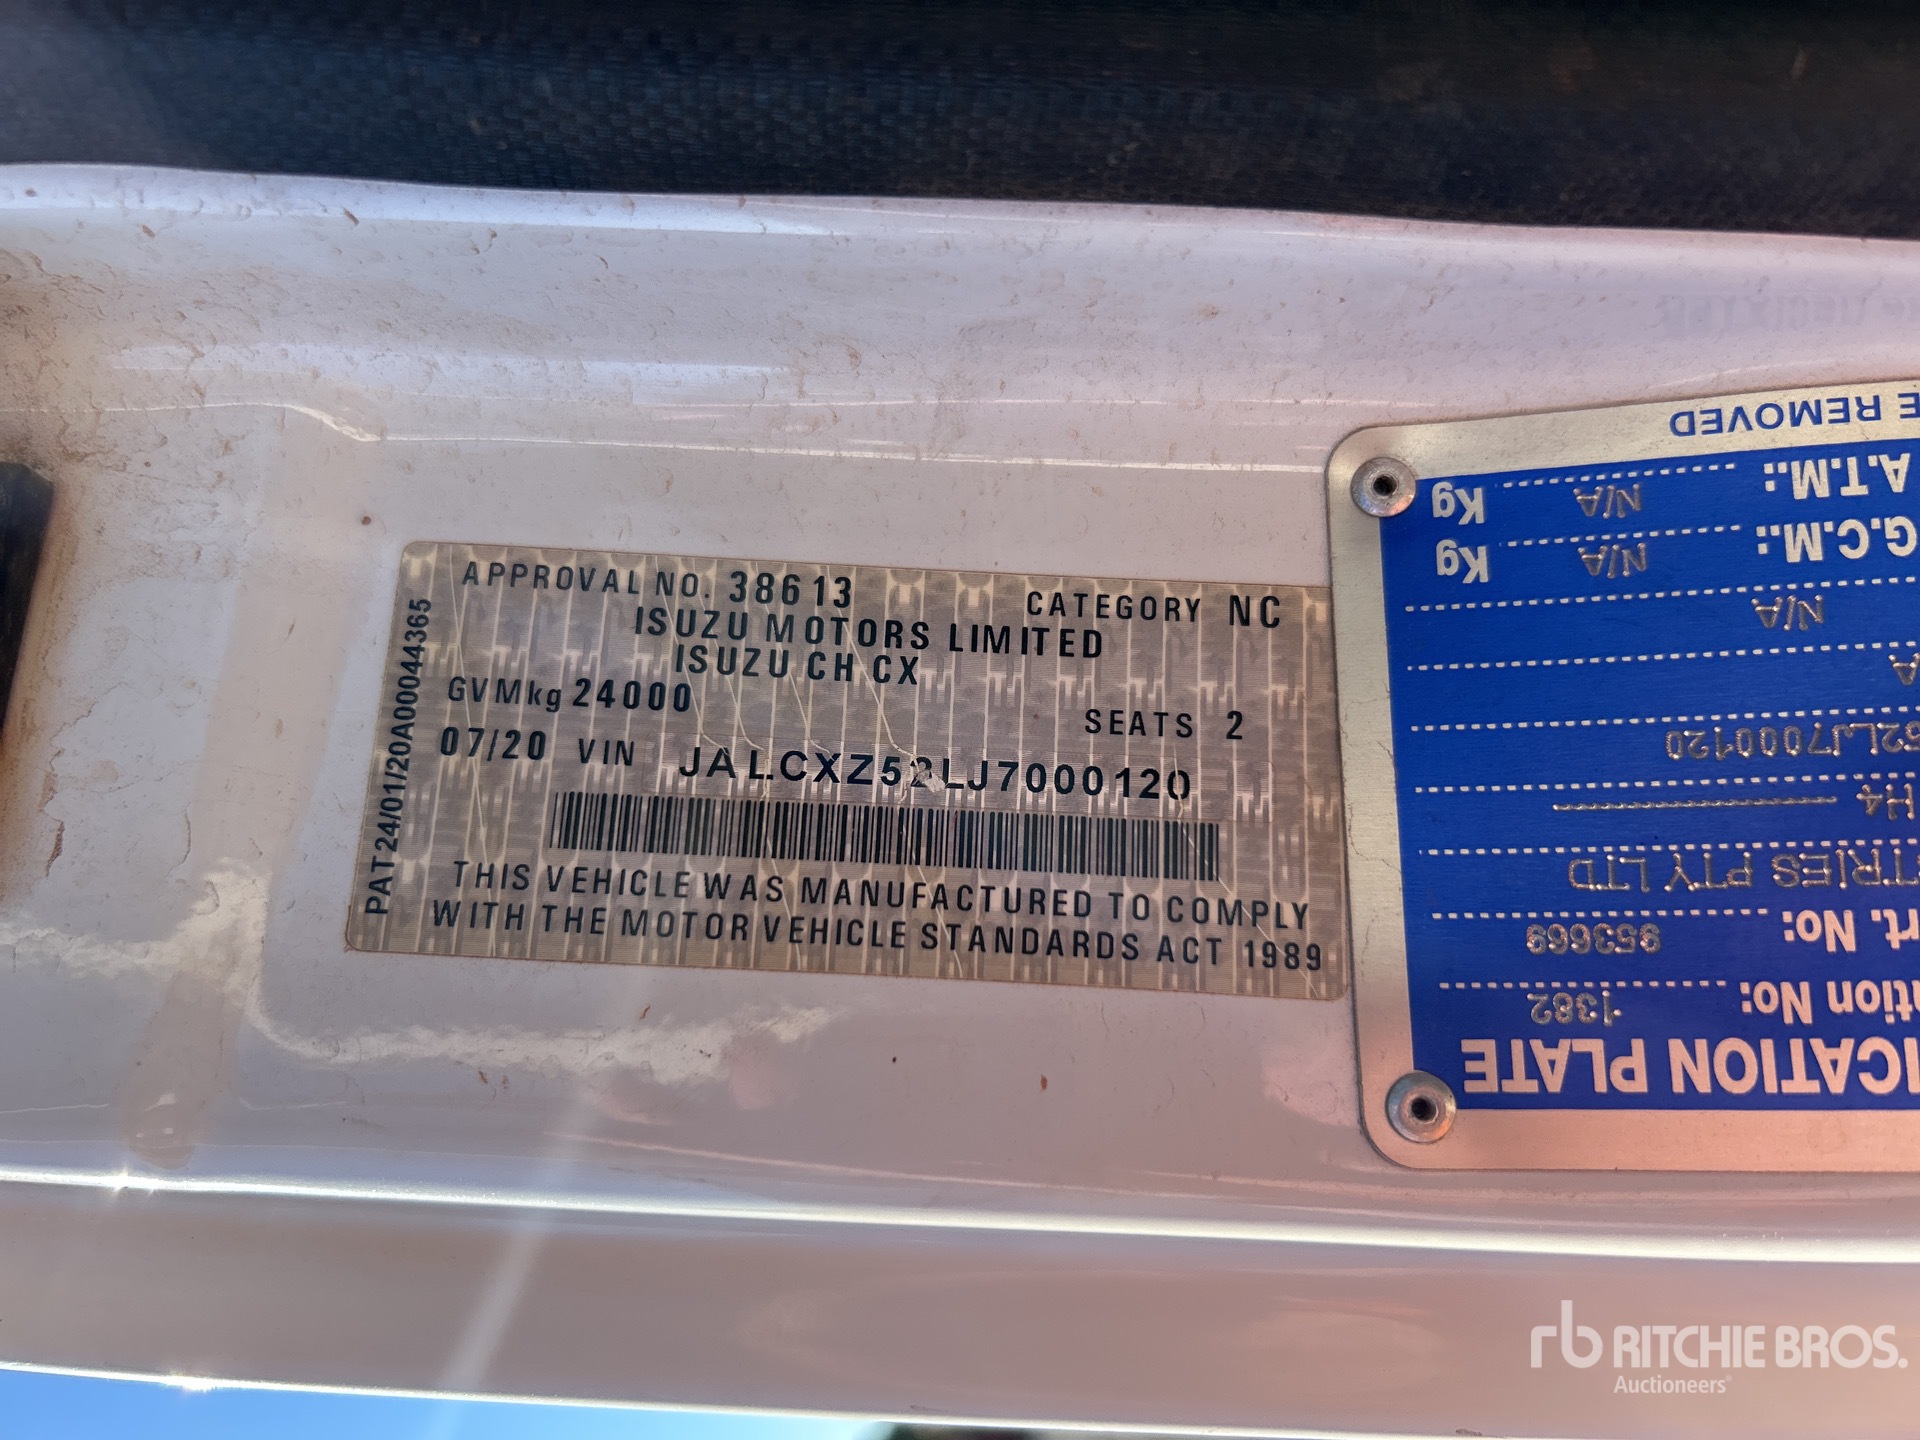 APPROVAL NO. 38613
CATEGORY NC
ISUZU MOTORS LIMITED
ISUZU CH CX
GVMkg 24000
SEATS 2
07/20 VIN JALCXZ52LJ7000120
THIS VEHICLE WAS MANUFACTURED TO COMPLY
WITH THE MOTOR VEHICLE STANDARDS ACT 1989
PAT24/01/20A00044365
ICATION PLATE
tion No: 1382
rt. No: 953669
TRIES PTY LTD
H4
52LJ7000120
A
N/A
G.C.M.: N/A Kg
A.T.M.: N/A Kg
E REMOVED
rb RITCHIE BROS.
Auctioneers